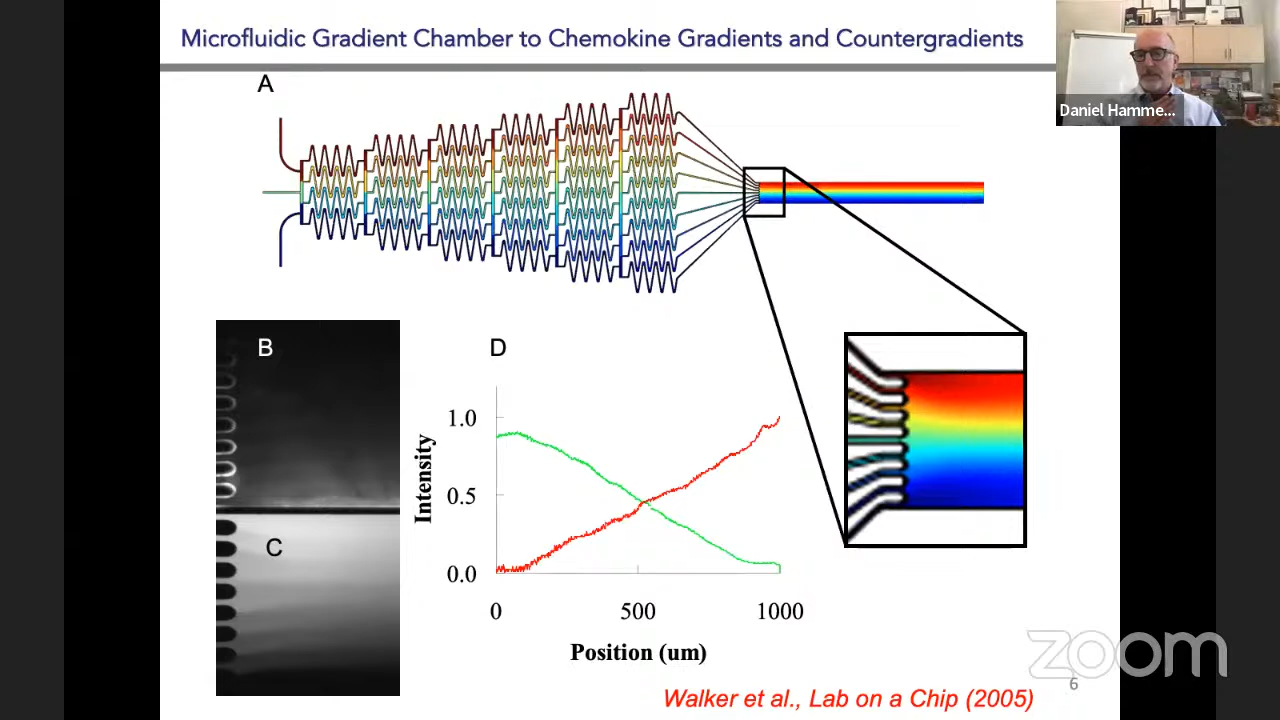 Microfluidic Gradient Chamber to Chemokine Gradients and Countergradients
A
Daniel Hamme...
B
C
D
Intensity
1.0
0.5
0.0
0
500
1000
Position (um)
zoom
6
Walker et al., Lab on a Chip (2005)